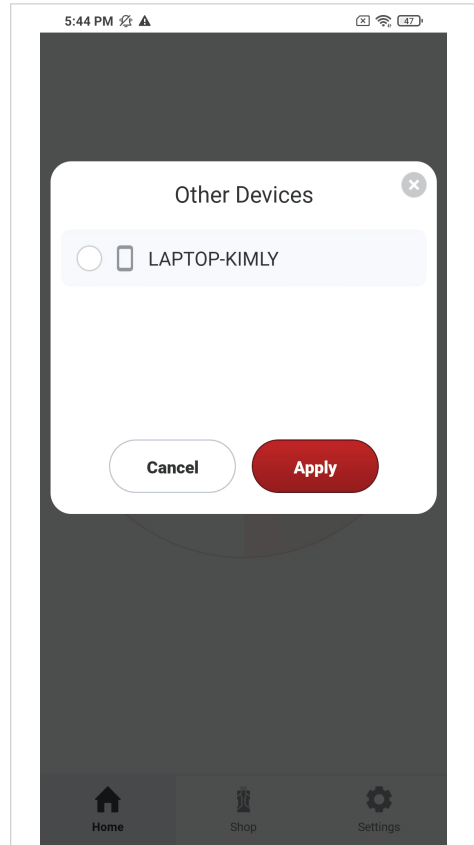 5:44 PM
47
Other Devices
LAPTOP-KIMLY
Cancel
Apply
Home
Shop
Settings